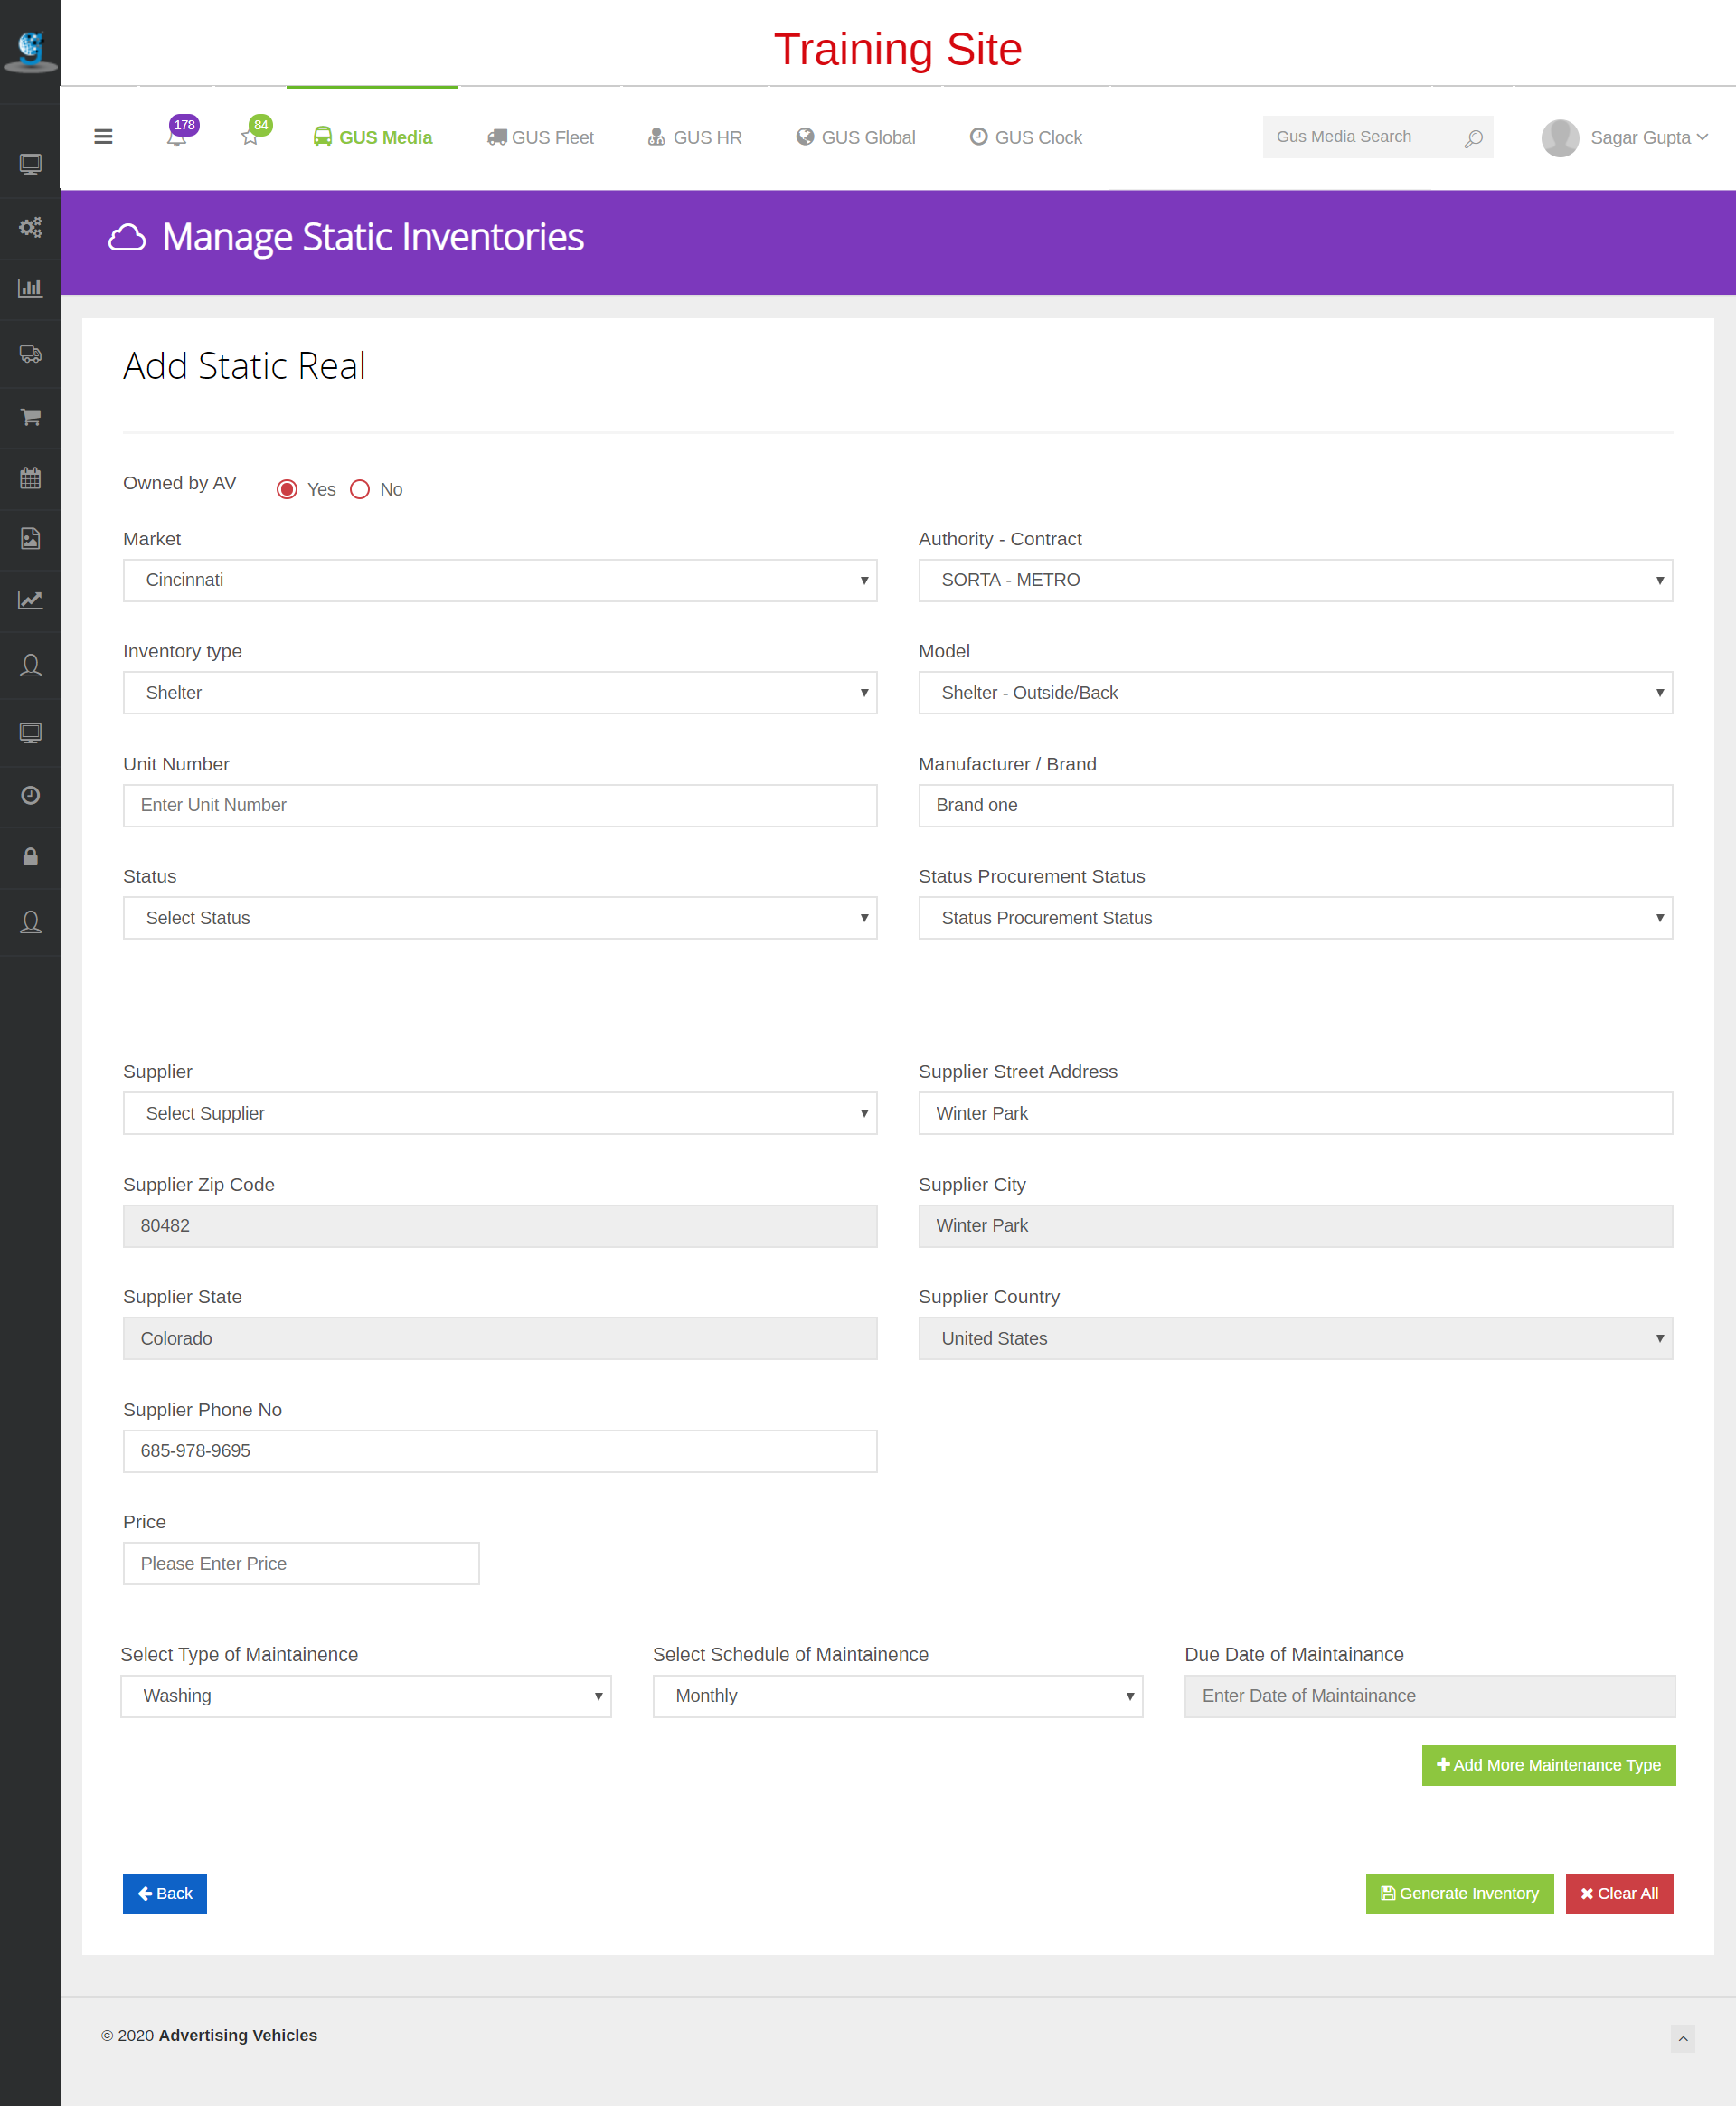 Training Site
178
84
GUS Media
GUS Fleet
GUS HR
GUS Global
GUS Clock
Gus Media Search
Sagar Gupta
Manage Static Inventories
Add Static Real
Owned by AV Yes No
Market Authority - Contract
Cincinnati SORTA - METRO
Inventory type Model
Shelter Shelter - Outside/Back
Unit Number Manufacturer / Brand
Enter Unit Number Brand one
Status Status Procurement Status
Select Status Status Procurement Status
Supplier Supplier Street Address
Select Supplier Winter Park
Supplier Zip Code Supplier City
80482 Winter Park
Supplier State Supplier Country
Colorado United States
Supplier Phone No
685-978-9695
Price
Please Enter Price
Select Type of Maintainence Select Schedule of Maintainence Due Date of Maintainance
Washing Monthly Enter Date of Maintainance
Add More Maintenance Type
Back Generate Inventory Clear All
© 2020 Advertising Vehicles